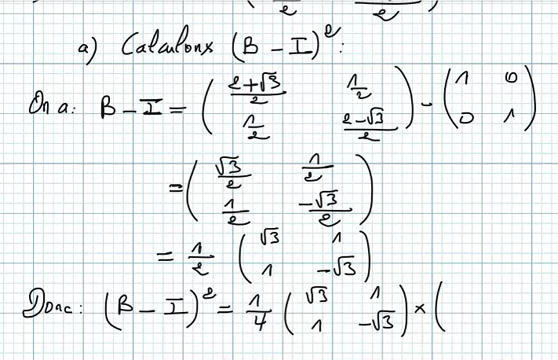 2 2
a) Calculons (B – I)²:
On a: B – I = ( (2+√3)/2 1/2 ; 1/2 (2–√3)/2 ) – ( 1 0 ; 0 1 )
= ( √3/2 1/2 ; 1/2 –√3/2 )
= 1/2 ( √3 1 ; 1 –√3 )
Donc: (B – I)² = 1/4 ( √3 1 ; 1 –√3 ) × (